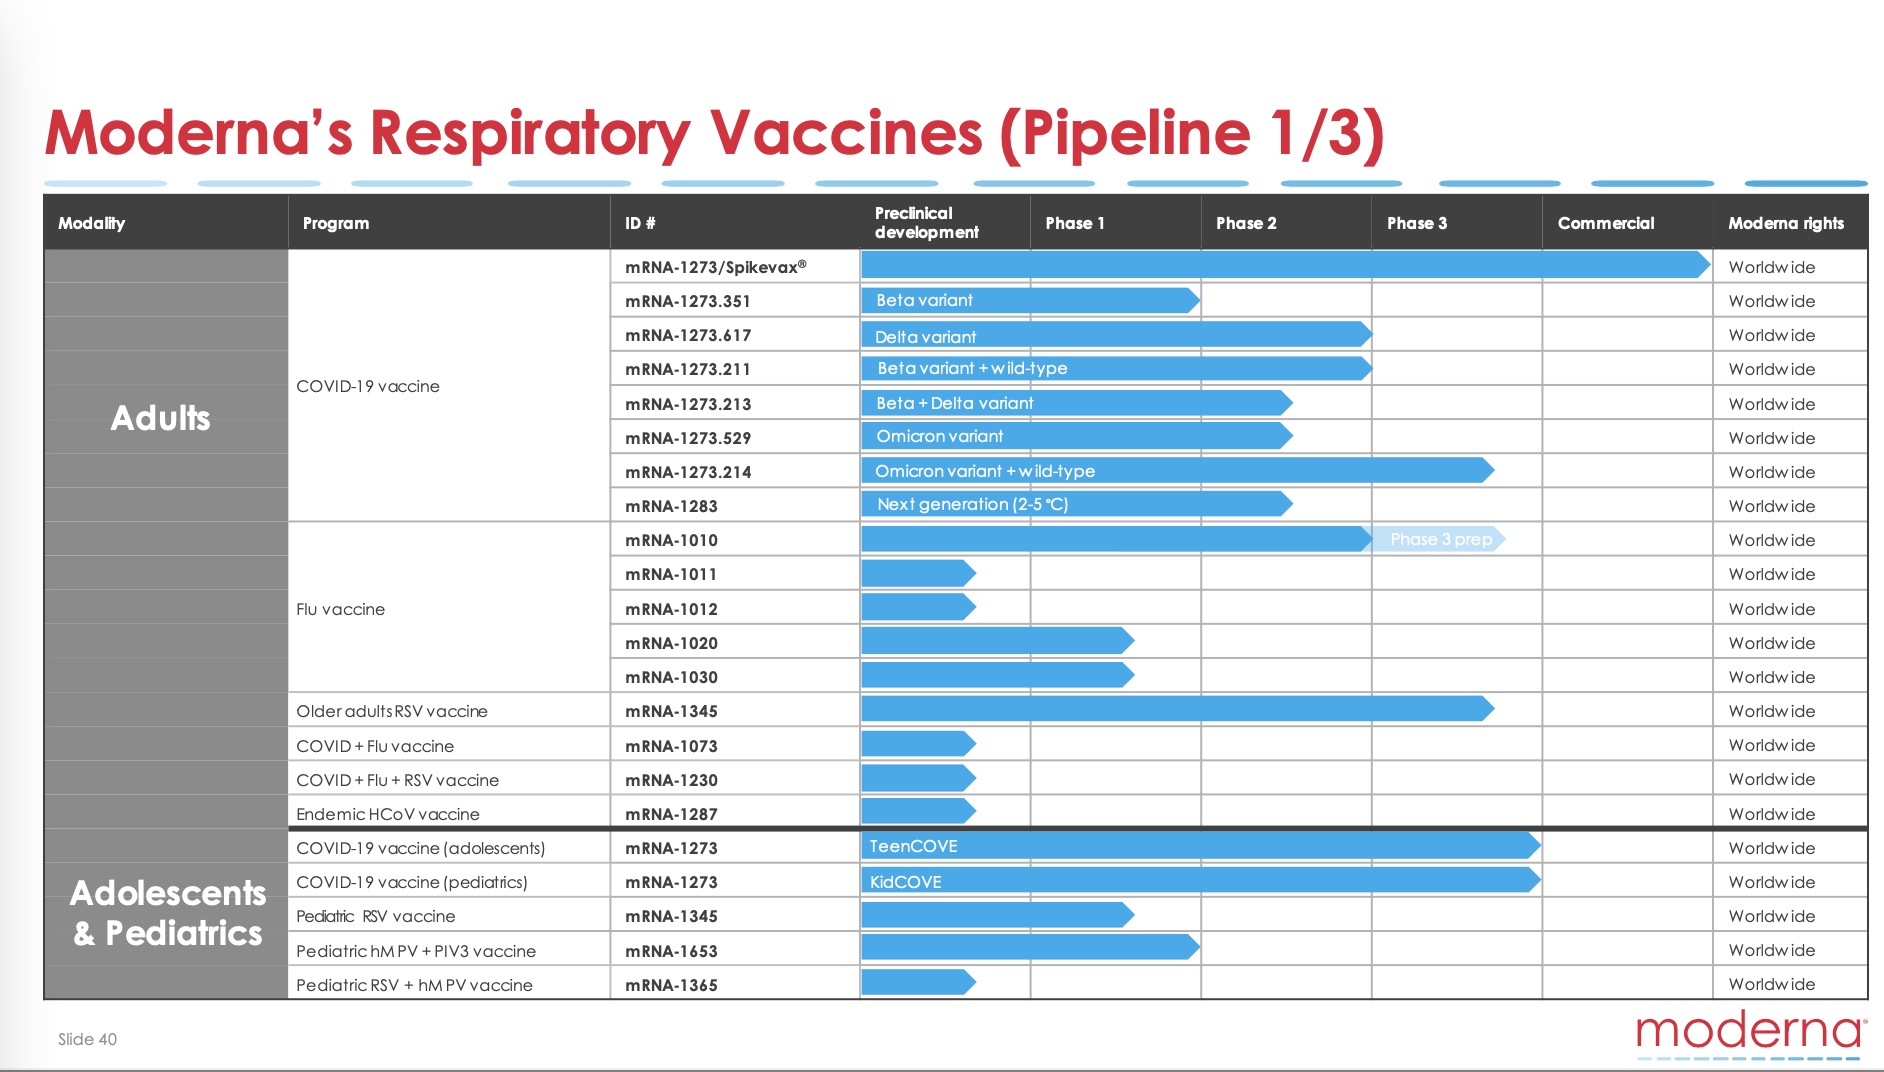 Moderna's Respiratory Vaccines (Pipeline 1/3)
Modality Program ID # Preclinical development Phase 1 Phase 2 Phase 3 Commercial Moderna rights
Adults
COVID-19 vaccine
mRNA-1273/Spikevax® Worldwide
mRNA-1273.351 Beta variant Worldwide
mRNA-1273.617 Delta variant Worldwide
mRNA-1273.211 Beta variant + wild-type Worldwide
mRNA-1273.213 Beta + Delta variant Worldwide
mRNA-1273.529 Omicron variant Worldwide
mRNA-1273.214 Omicron variant + wild-type Worldwide
mRNA-1283 Next generation (2-5 °C) Worldwide
Flu vaccine
mRNA-1010 Phase 3 prep Worldwide
mRNA-1011 Worldwide
mRNA-1012 Worldwide
mRNA-1020 Worldwide
mRNA-1030 Worldwide
Older adults RSV vaccine mRNA-1345 Worldwide
COVID + Flu vaccine mRNA-1073 Worldwide
COVID + Flu + RSV vaccine mRNA-1230 Worldwide
Endemic HCoV vaccine mRNA-1287 Worldwide
Adolescents
& Pediatrics
COVID-19 vaccine (adolescents) mRNA-1273 TeenCOVE Worldwide
COVID-19 vaccine (pediatrics) mRNA-1273 KidCOVE Worldwide
Pediatric RSV vaccine mRNA-1345 Worldwide
Pediatric hMPV + PIV3 vaccine mRNA-1653 Worldwide
Pediatric RSV + hMPV vaccine mRNA-1365 Worldwide
Slide 40
moderna